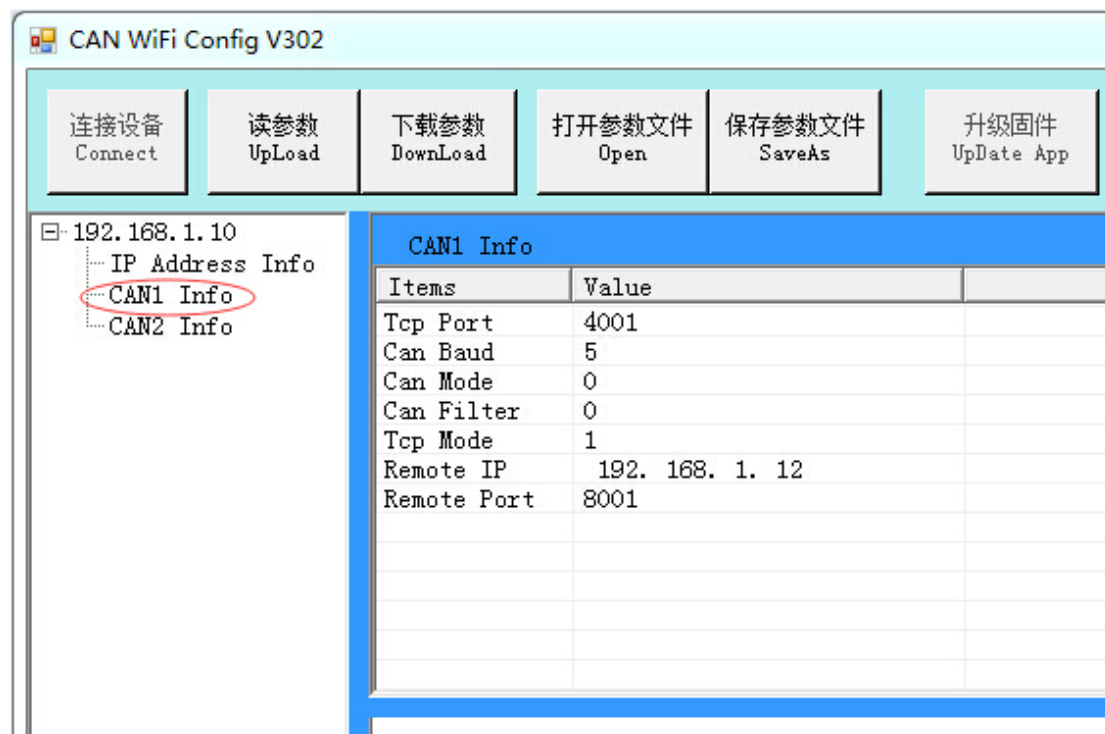 CAN WiFi Config V302
连接设备 读参数 下载参数 打开参数文件 保存参数文件 升级固件
Connect UpLoad DownLoad Open SaveAs UpDate App
192.168.1.10
IP Address Info
CAN1 Info
CAN2 Info
CAN1 Info
Items Value
Tcp Port 4001
Can Baud 5
Can Mode 0
Can Filter 0
Tcp Mode 1
Remote IP 192. 168. 1. 12
Remote Port 8001